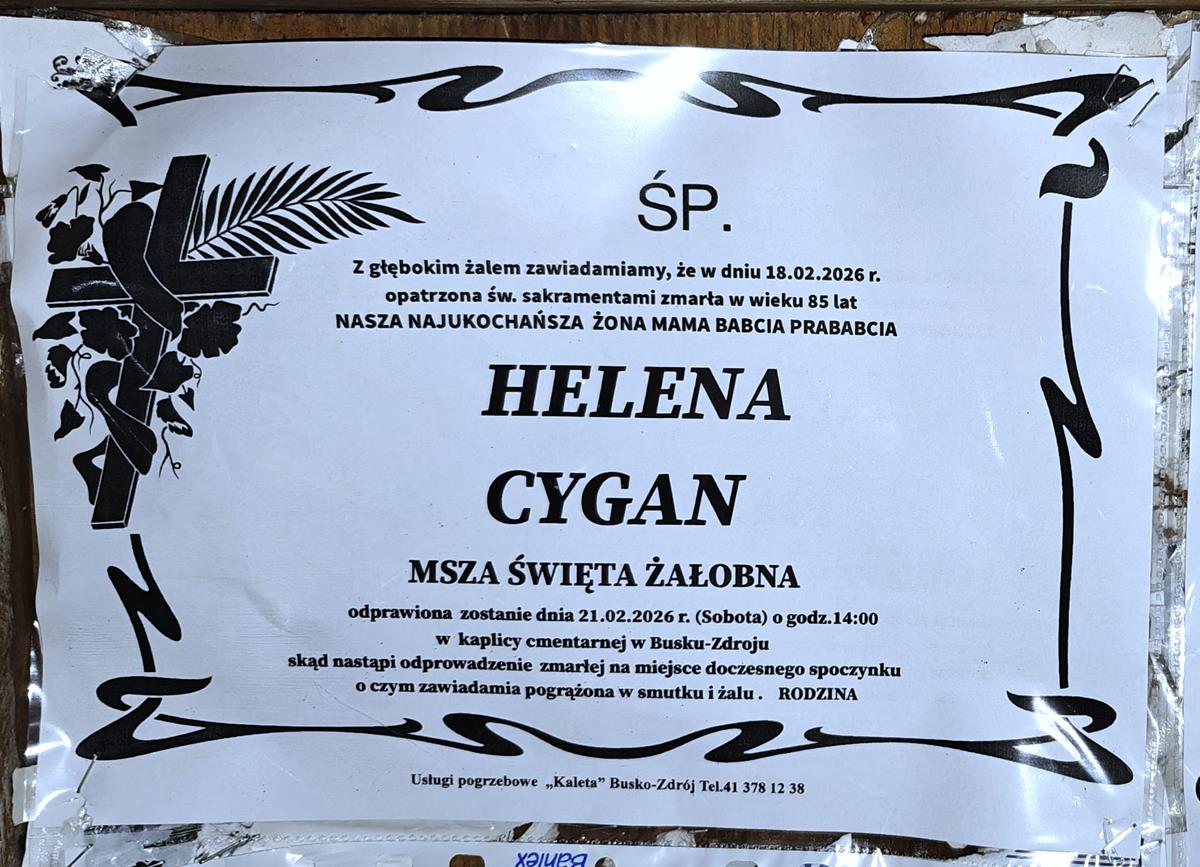 ŚP.
Z głębokim żalem zawiadamiamy, że w dniu 18.02.2026 r.
opatrzona św. sakramentami zmarła w wieku 85 lat
NASZA NAJUKOCHAŃSZA ŻONA MAMA BABCIA PRABABCIA
HELENA
CYGAN
MSZA ŚWIĘTA ŻAŁOBNA
odprawiona zostanie dnia 21.02.2026 r. (Sobota) o godz.14:00
w kaplicy cmentarnej w Busku-Zdroju
skąd nastąpi odprowadzenie zmarłej na miejsce doczesnego spoczynku
o czym zawiadamia pogrążona w smutku i żalu . RODZINA
Usługi pogrzebowe „Kaleta” Busko-Zdrój Tel.41 378 12 38